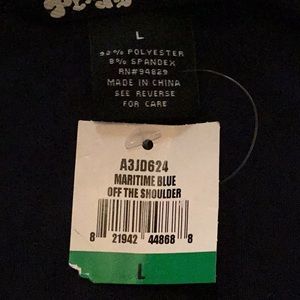 L
92% POLYESTER
8% SPANDEX
RN#94829
MADE IN CHINA
SEE REVERSE
FOR CARE
A3JD624
MARITIME BLUE
OFF THE SHOULDER
8 21942 44868 8
L